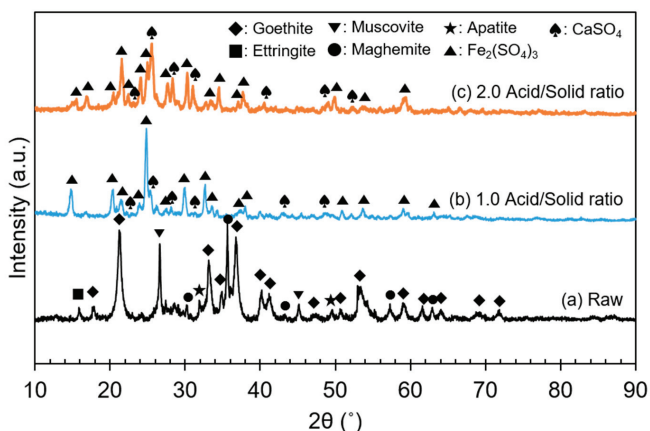 ◆: Goethite ▼: Muscovite ★: Apatite ♠: CaSO₄
■: Ettringite ●: Maghemite ▲: Fe₂(SO₄)₃
(c) 2.0 Acid/Solid ratio
(b) 1.0 Acid/Solid ratio
(a) Raw
Intensity (a.u.)
10 20 30 40 50 60 70 80 90
2θ (˚)